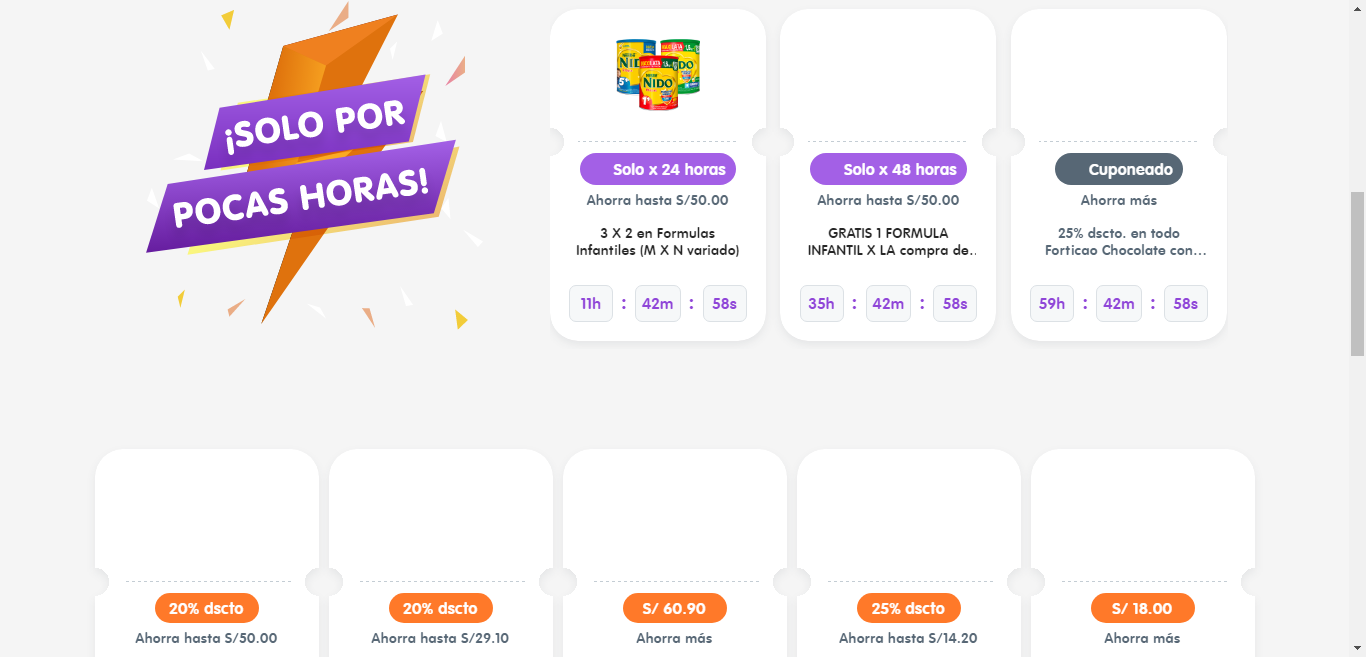 ¡SOLO POR
POCAS HORAS!
NIDO
5+
NIDO
1+
Solo x 24 horas
Ahorra hasta S/50.00
3 X 2 en Formulas
Infantiles (M X N variado)
11h : 42m : 58s
Solo x 48 horas
Ahorra hasta S/50.00
GRATIS 1 FORMULA
INFANTIL X LA compra de..
35h : 42m : 58s
Cuponeado
Ahorra más
25% dscto. en todo
Forticao Chocolate con...
59h : 42m : 58s
20% dscto
Ahorra hasta S/50.00
20% dscto
Ahorra hasta S/29.10
S/ 60.90
Ahorra más
25% dscto
Ahorra hasta S/14.20
S/ 18.00
Ahorra más